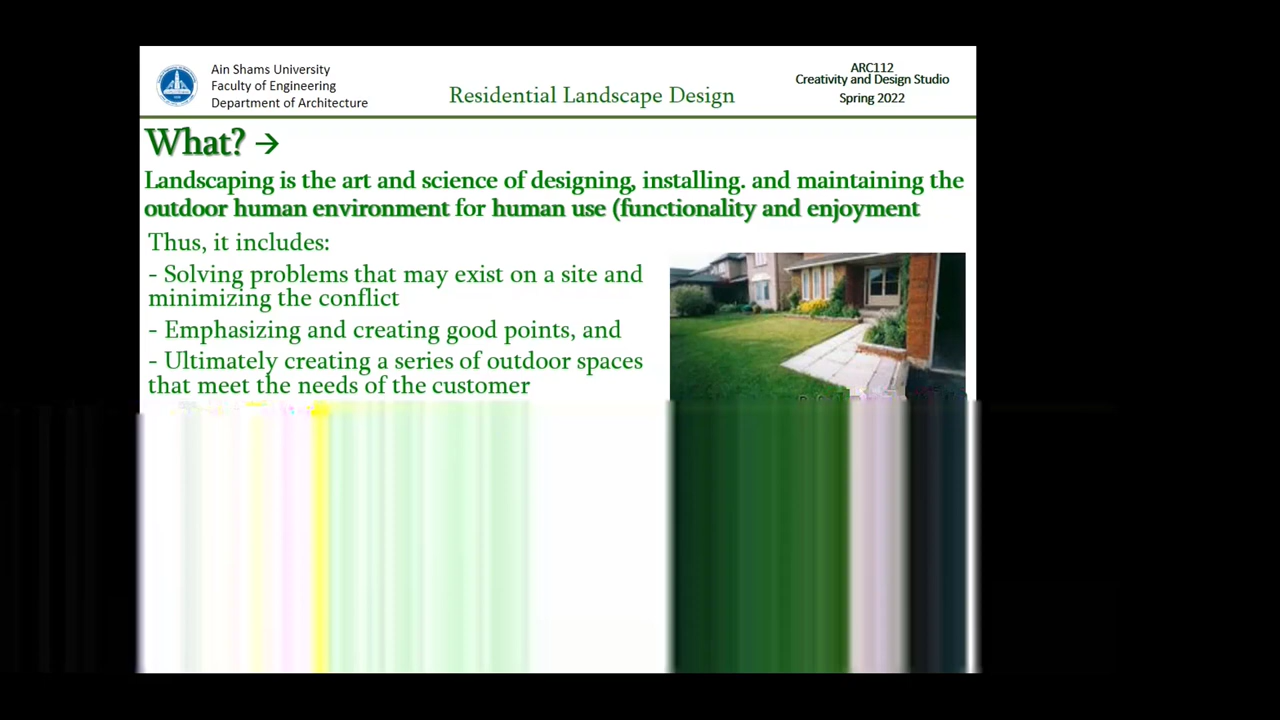 Ain Shams University
Faculty of Engineering
Department of Architecture
Residential Landscape Design
ARC112
Creativity and Design Studio
Spring 2022
What? →
Landscaping is the art and science of designing, installing. and maintaining the
outdoor human environment for human use (functionality and enjoyment
Thus, it includes:
- Solving problems that may exist on a site and
minimizing the conflict
- Emphasizing and creating good points, and
- Ultimately creating a series of outdoor spaces
that meet the needs of the customer